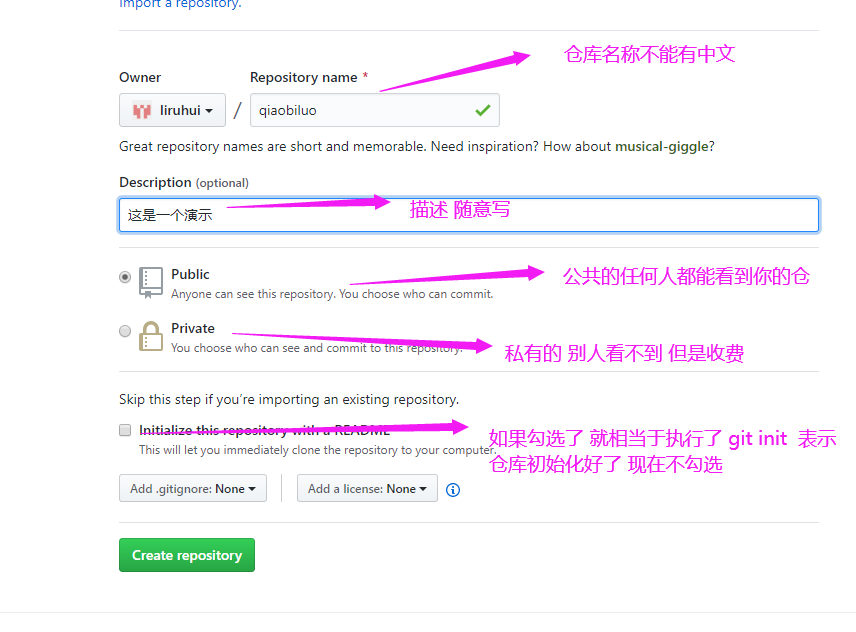 Import a repository.
仓库名称不能有中文
Owner
Repository name *
liruhui / qiaobiluo
Great repository names are short and memorable. Need inspiration? How about musical-giggle?
Description (optional)
这是一个演示
描述 随意写
Public
Anyone can see this repository. You choose who can commit.
公共的任何人都能看到你的仓
Private
You choose who can see and commit to this repository.
私有的 别人看不到 但是收费
Skip this step if you’re importing an existing repository.
Initialize this repository with a README
This will let you immediately clone the repository to your computer.
如果勾选了 就相当于执行了 git init 表示
仓库初始化好了 现在不勾选
Add .gitignore: None
Add a license: None
Create repository